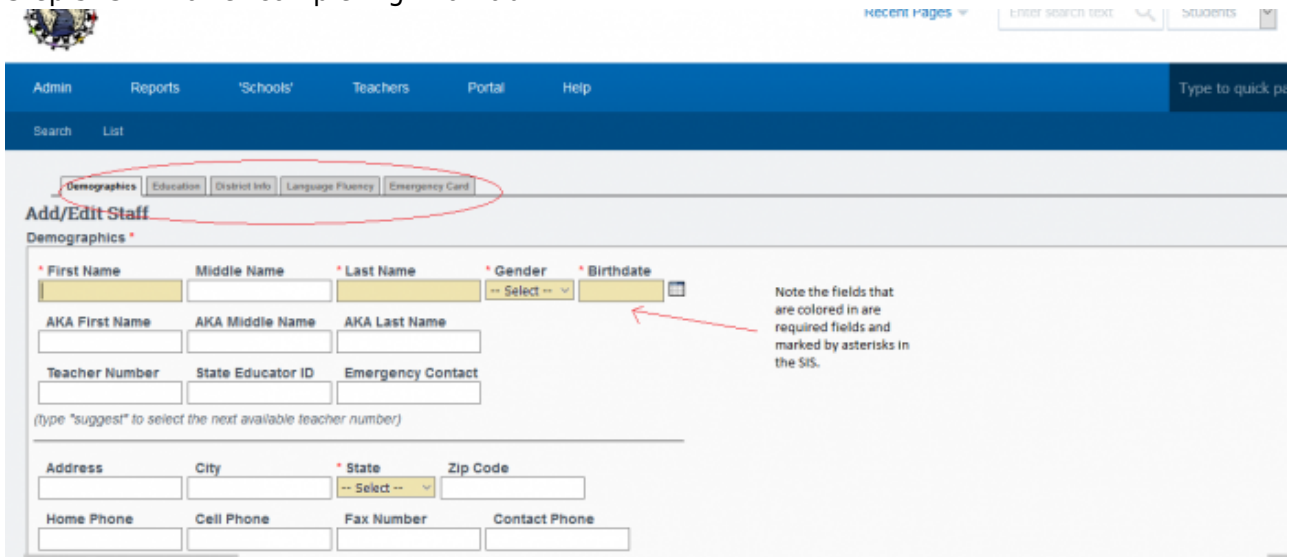 Recent Pages Enter search text Students
Admin Reports 'Schools' Teachers Portal Help Type to quick pa
Search List
Demographics Education District Info Language Fluency Emergency Card
Add/Edit Staff
Demographics *
* First Name Middle Name * Last Name * Gender * Birthdate
-- Select --
Note the fields that
are colored in are
required fields and
marked by asterisks in
the SIS.
AKA First Name AKA Middle Name AKA Last Name
Teacher Number State Educator ID Emergency Contact
(type "suggest" to select the next available teacher number)
Address City * State Zip Code
-- Select --
Home Phone Cell Phone Fax Number Contact Phone